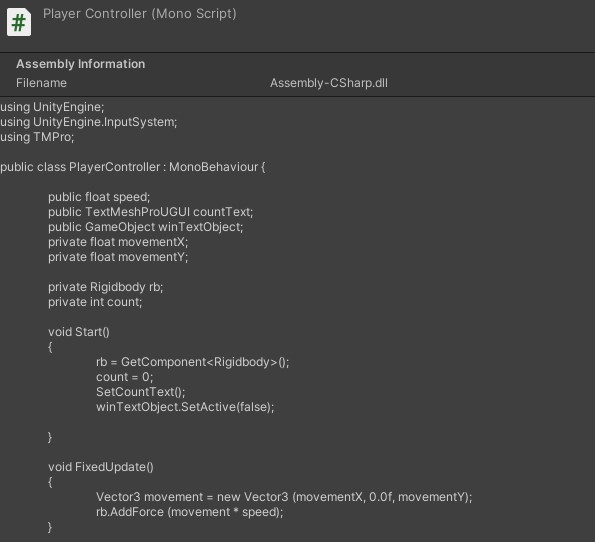 #
Player Controller (Mono Script)
Assembly Information
Filename Assembly-CSharp.dll
using UnityEngine;
using UnityEngine.InputSystem;
using TMPro;
public class PlayerController : MonoBehaviour {
public float speed;
public TextMeshProUGUI countText;
public GameObject winTextObject;
private float movementX;
private float movementY;
private Rigidbody rb;
private int count;
void Start()
{
rb = GetComponent<Rigidbody>();
count = 0;
SetCountText();
winTextObject.SetActive(false);
}
void FixedUpdate()
{
Vector3 movement = new Vector3 (movementX, 0.0f, movementY);
rb.AddForce (movement * speed);
}